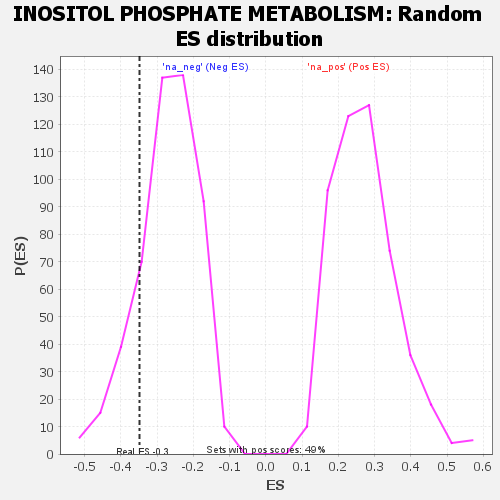 INOSITOL PHOSPHATE METABOLISM: Random
ES distribution
'na_neg' (Neg ES)
'na_pos' (Pos ES)
140
130
120
110
100
90
80
70
60
50
40
30
20
10
0
P(ES)
Real ES -0.3
Sets with pos scores: 49%
-0.5 -0.4 -0.3 -0.2 -0.1 0.0 0.1 0.2 0.3 0.4 0.5 0.6
ES